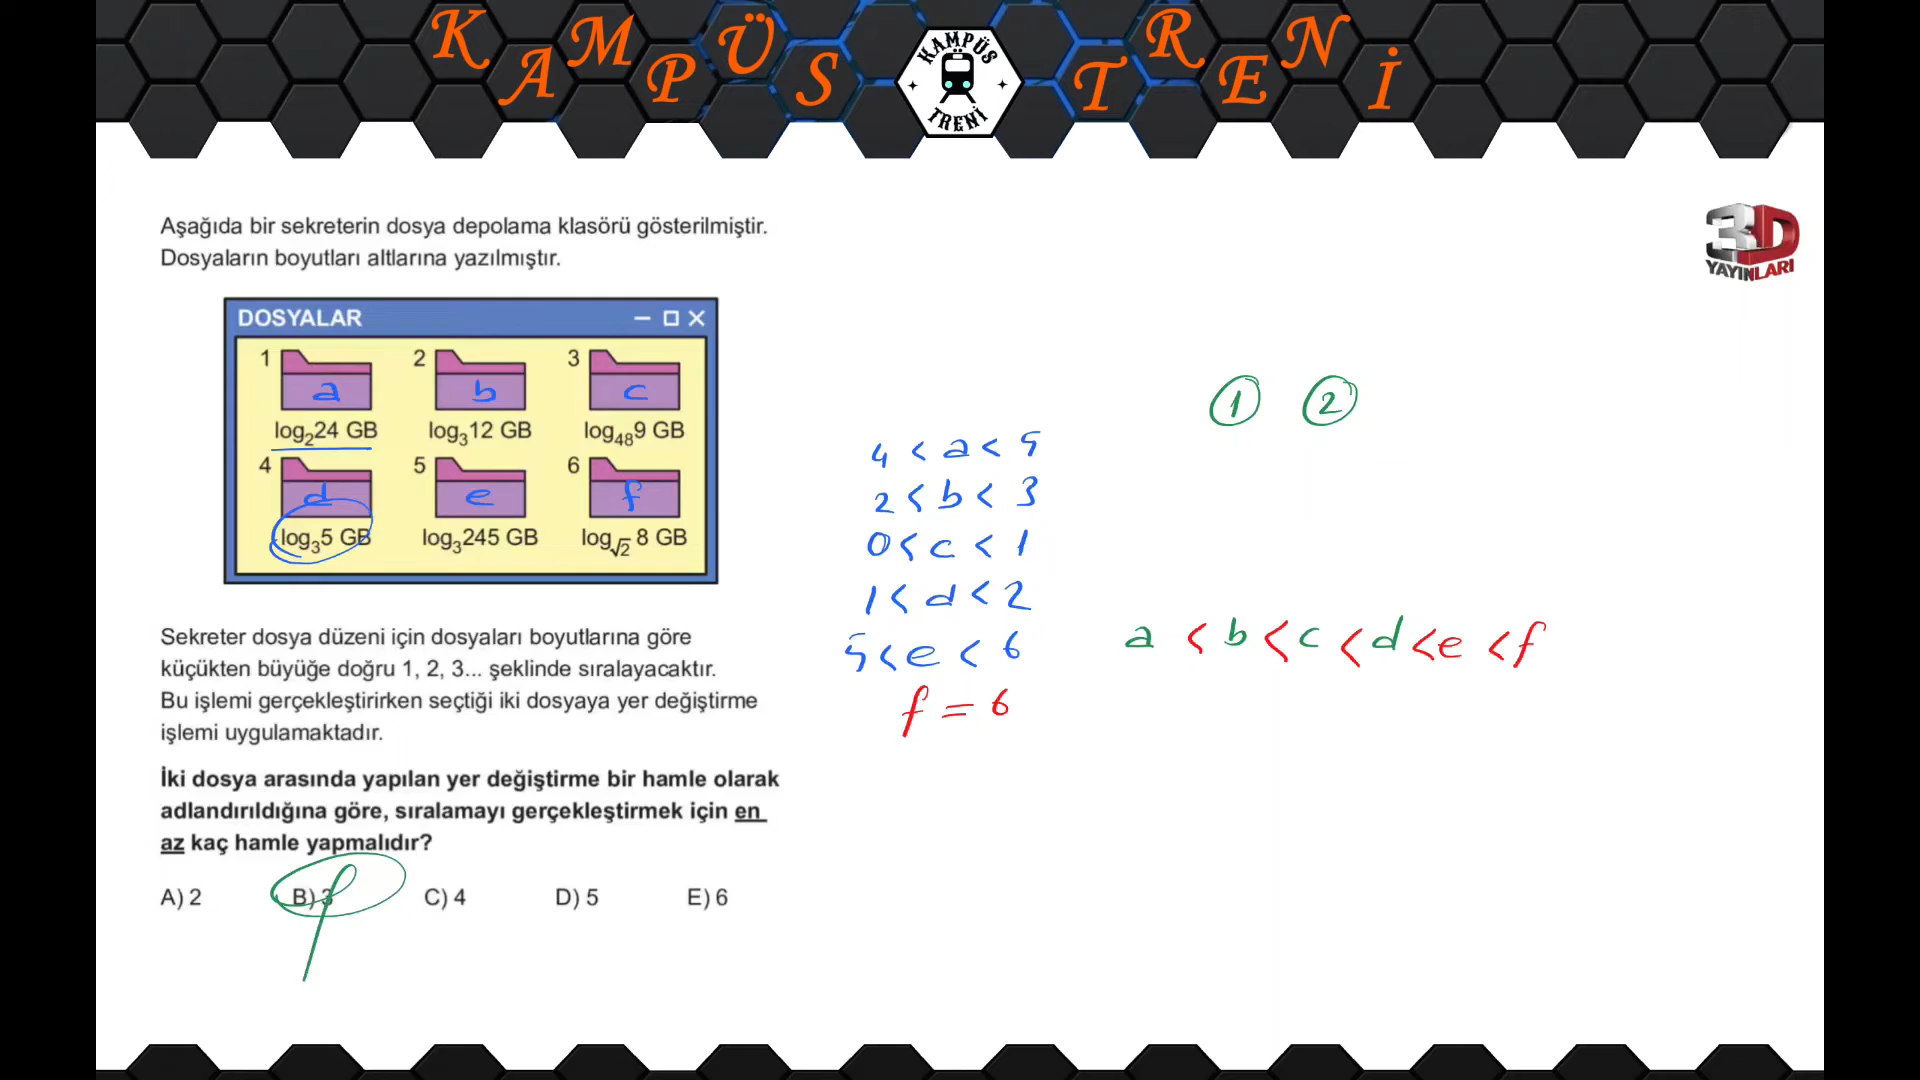 KAMPÜS TRENİ
KAMPÜS
TRENİ
3D
YAYINLARI
Aşağıda bir sekreterin dosya depolama klasörü gösterilmiştir.
Dosyaların boyutları altlarına yazılmıştır.
DOSYALAR
1 a 2 b 3 c
log₂24 GB log₃12 GB log₄₈9 GB
4 d 5 e 6 f
log₃5 GB log₃245 GB log√2 8 GB
Sekreter dosya düzeni için dosyaları boyutlarına göre
küçükten büyüğe doğru 1, 2, 3... şeklinde sıralayacaktır.
Bu işlemi gerçekleştirirken seçtiği iki dosyaya yer değiştirme
işlemi uygulamaktadır.
İki dosya arasında yapılan yer değiştirme bir hamle olarak
adlandırıldığına göre, sıralamayı gerçekleştirmek için en
az kaç hamle yapmalıdır?
A) 2 B) 3 C) 4 D) 5 E) 6
4 < a < 5
2 < b < 3
0 < c < 1
1 < d < 2
5 < e < 6
f = 6
1 2
a < b < c < d < e < f